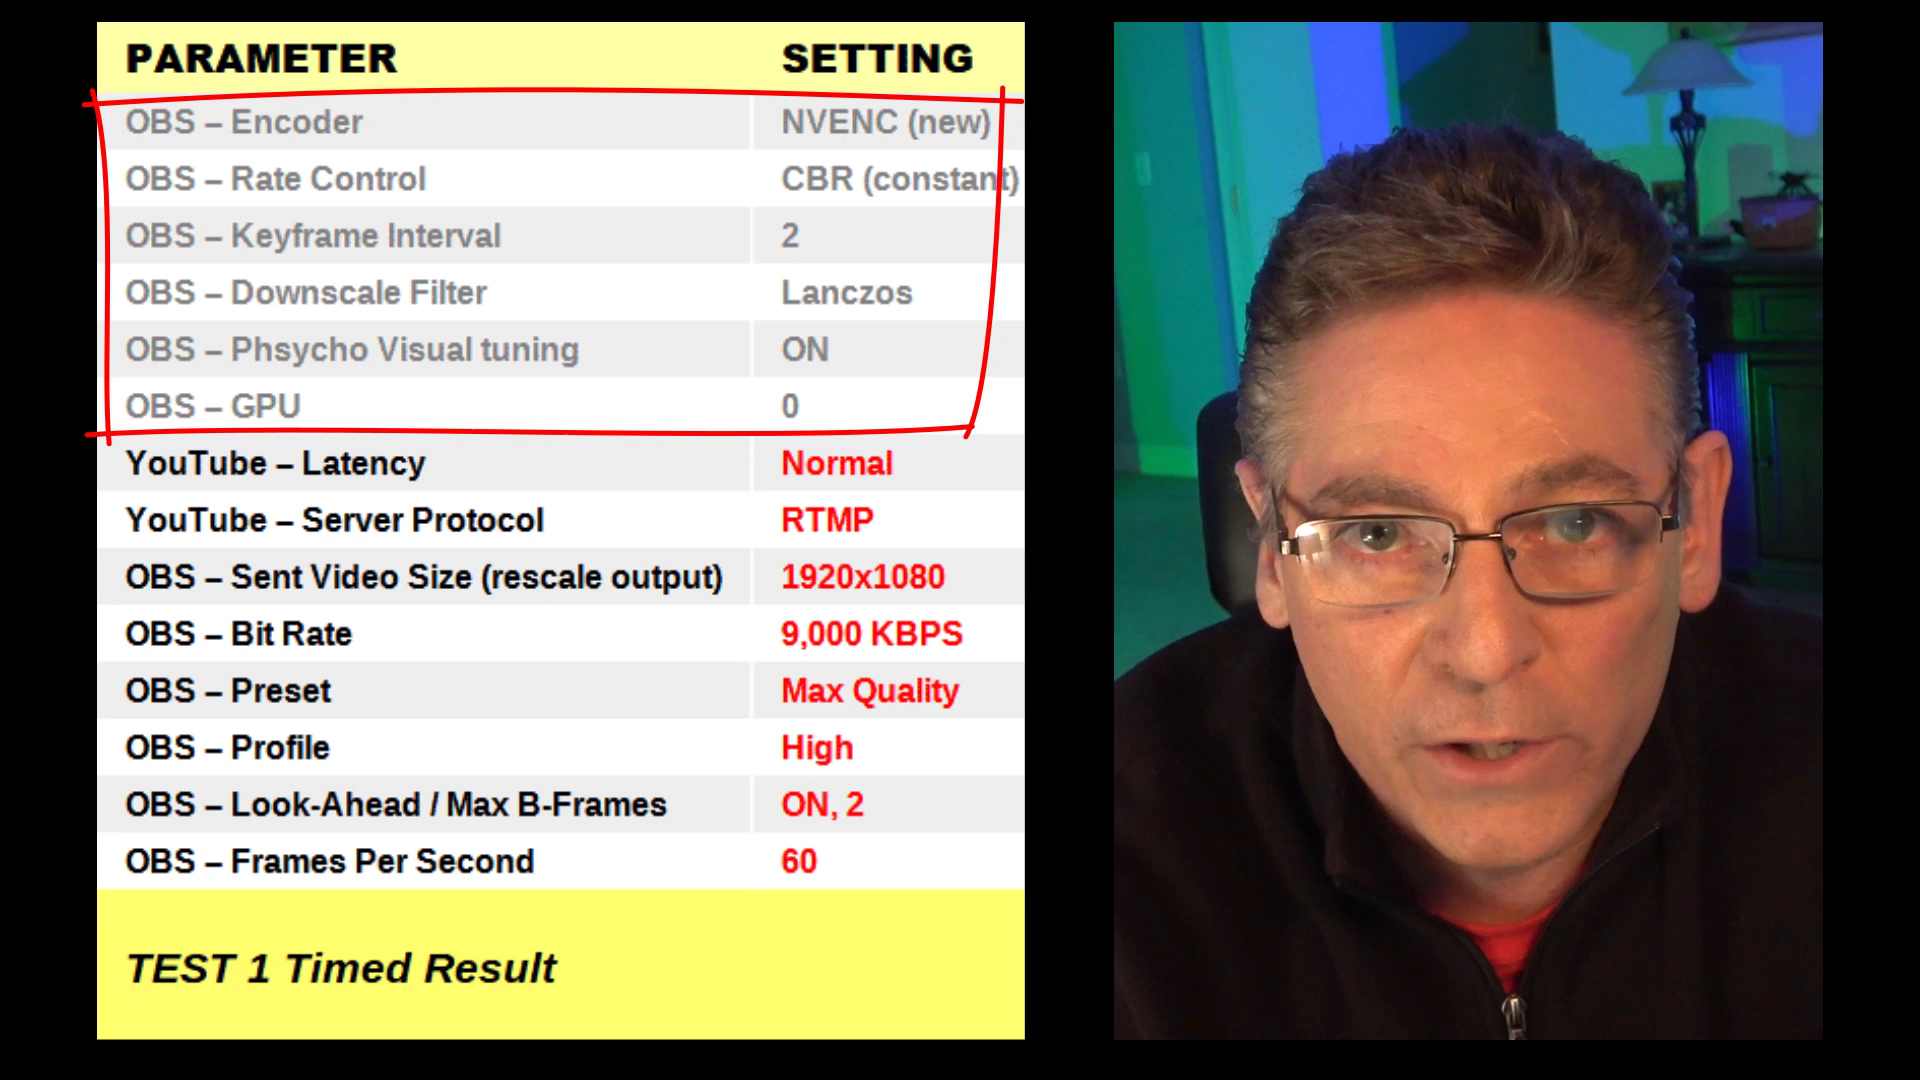 PARAMETER SETTING
OBS – Encoder NVENC (new)
OBS – Rate Control CBR (constant)
OBS – Keyframe Interval 2
OBS – Downscale Filter Lanczos
OBS – Phsycho Visual tuning ON
OBS – GPU 0
YouTube – Latency Normal
YouTube – Server Protocol RTMP
OBS – Sent Video Size (rescale output) 1920x1080
OBS – Bit Rate 9,000 KBPS
OBS – Preset Max Quality
OBS – Profile High
OBS – Look-Ahead / Max B-Frames ON, 2
OBS – Frames Per Second 60
TEST 1 Timed Result